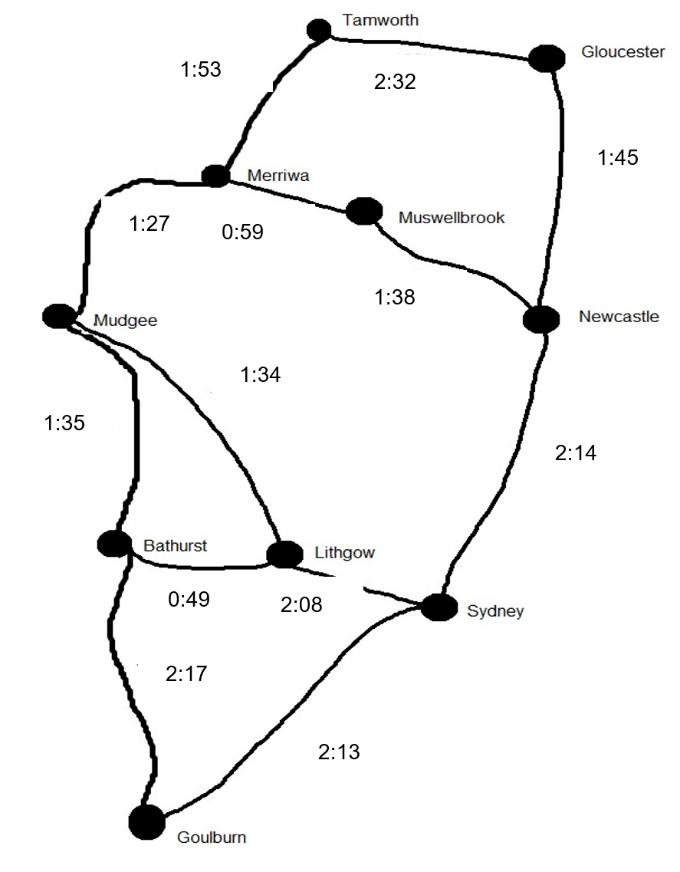 Tamworth
Gloucester
1:53
2:32
1:45
Merriwa
Muswellbrook
1:27
0:59
1:38
Mudgee
Newcastle
1:34
1:35
2:14
Bathurst
Lithgow
0:49
2:08
Sydney
2:17
2:13
Goulburn